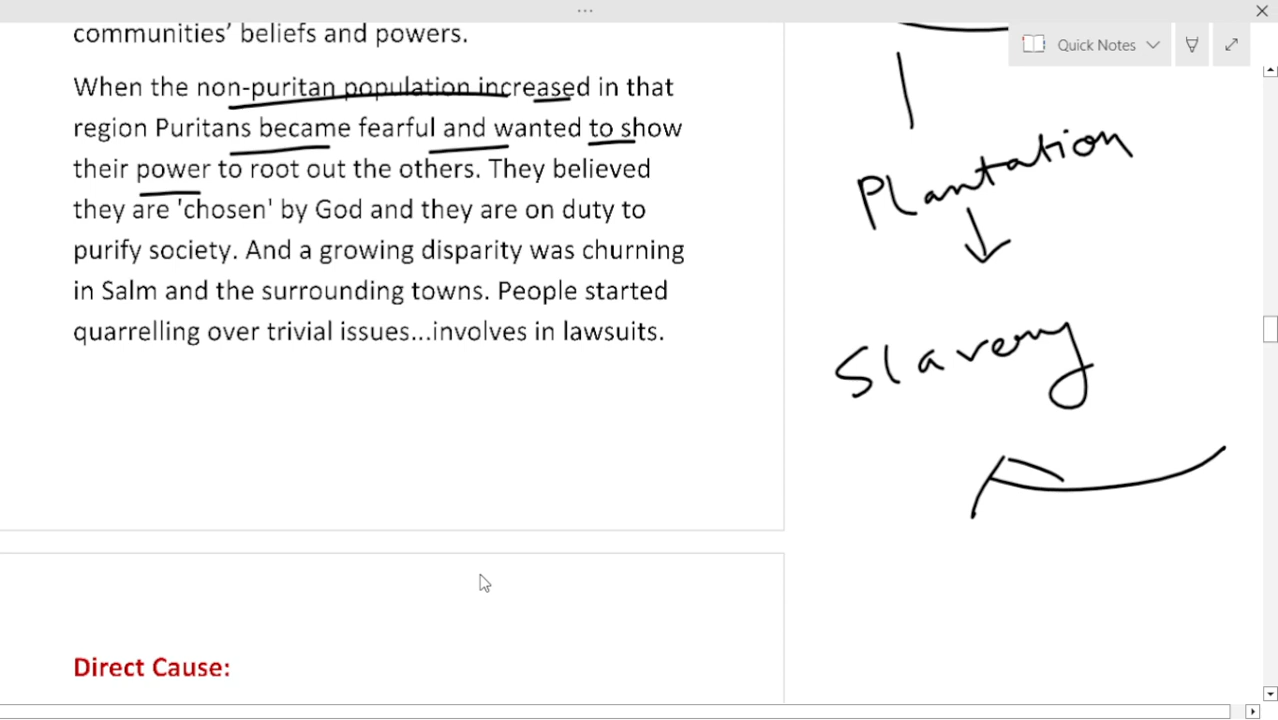 communities’ beliefs and powers.
Quick Notes
When the non-puritan population increased in that
region Puritans became fearful and wanted to show
their power to root out the others. They believed
they are 'chosen' by God and they are on duty to
purify society. And a growing disparity was churning
in Salm and the surrounding towns. People started
quarrelling over trivial issues...involves in lawsuits.
Plantation
Slavery
Direct Cause: